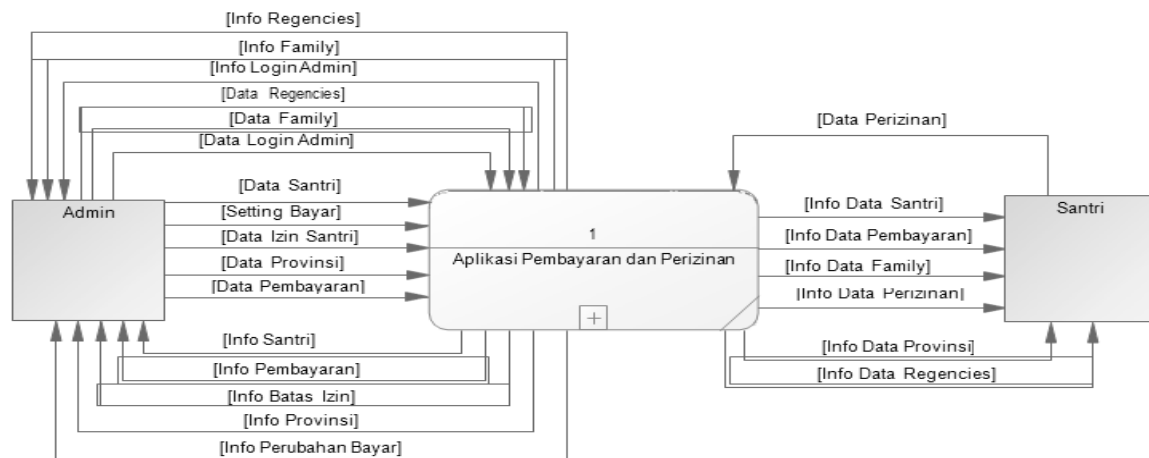 [Info Regencies]
[Info Family]
[Info Login Admin]
[Data Regencies]
[Data Family]
[Data Login Admin]
[Data Santri]
[Setting Bayar]
[Data Izin Santri]
[Data Provinsi]
[Data Pembayaran]
Admin
1
Aplikasi Pembayaran dan Perizinan
[Info Santri]
[Info Pembayaran]
[Info Batas Izin]
[Info Provinsi]
[Info Perubahan Bayar]
[Data Perizinan]
[Info Data Santri]
[Info Data Pembayaran]
[Info Data Family]
[Info Data Perizinan]
Santri
[Info Data Provinsi]
[Info Data Regencies]